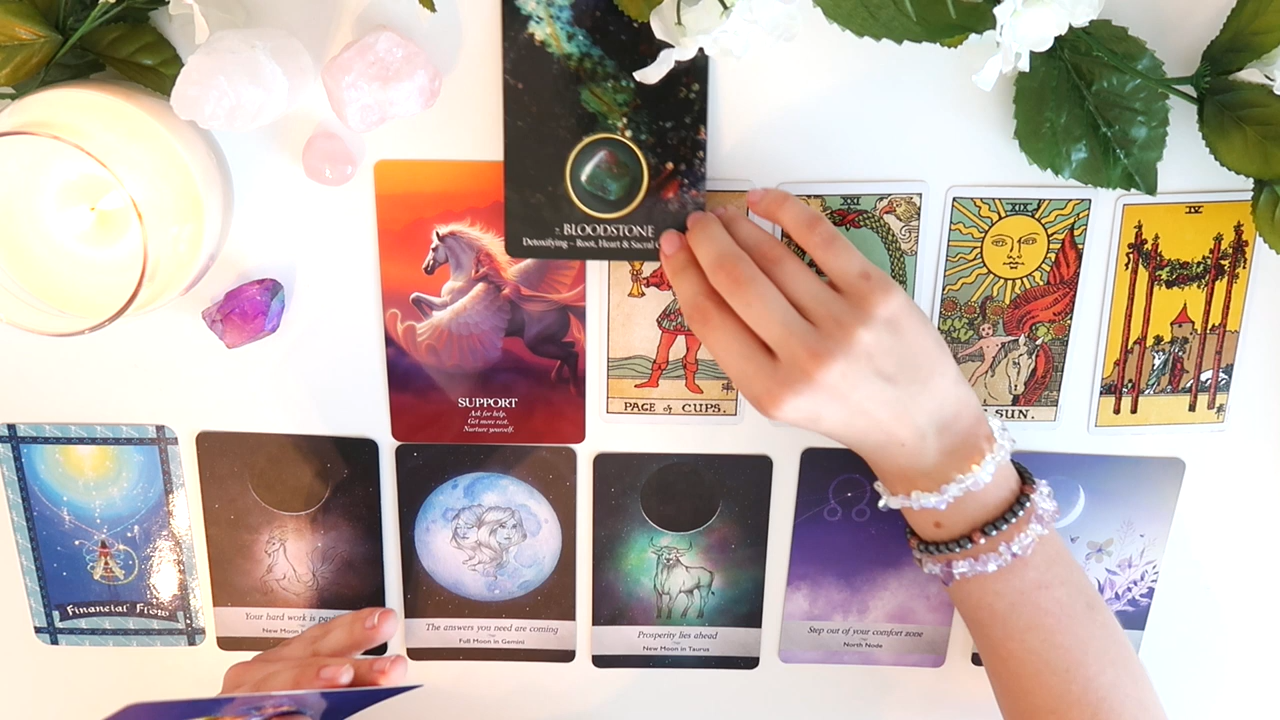 BLOODSTONE
Detoxifying – Root, Heart & Sacral
XXI
XIX
IV
SUPPORT
Ask for help.
Get more rest.
Nurture yourself.
PAGE of CUPS.
SUN.
Financial Flow
Your hard work is
New Moon
The answers you need are coming
Full Moon in Gemini
Prosperity lies ahead
New Moon in Taurus
Step out of your comfort zone
North Node